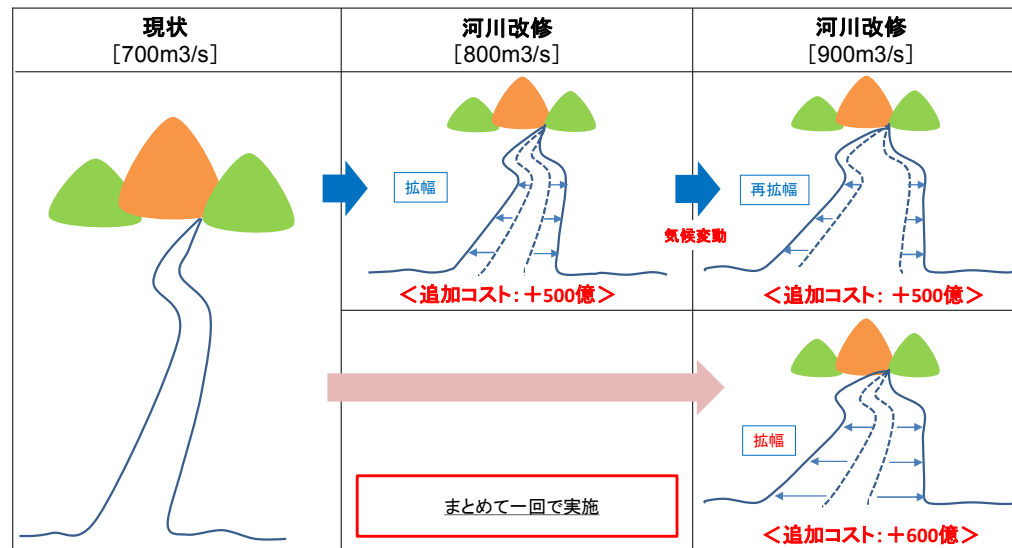 現状
［700m3/s］
河川改修
［800m3/s］
河川改修
［900m3/s］
拡幅
＜追加コスト：＋500億＞
気候変動
再拡幅
＜追加コスト： ＋500億＞
まとめて一回で実施
拡幅
＜追加コスト：＋600億＞